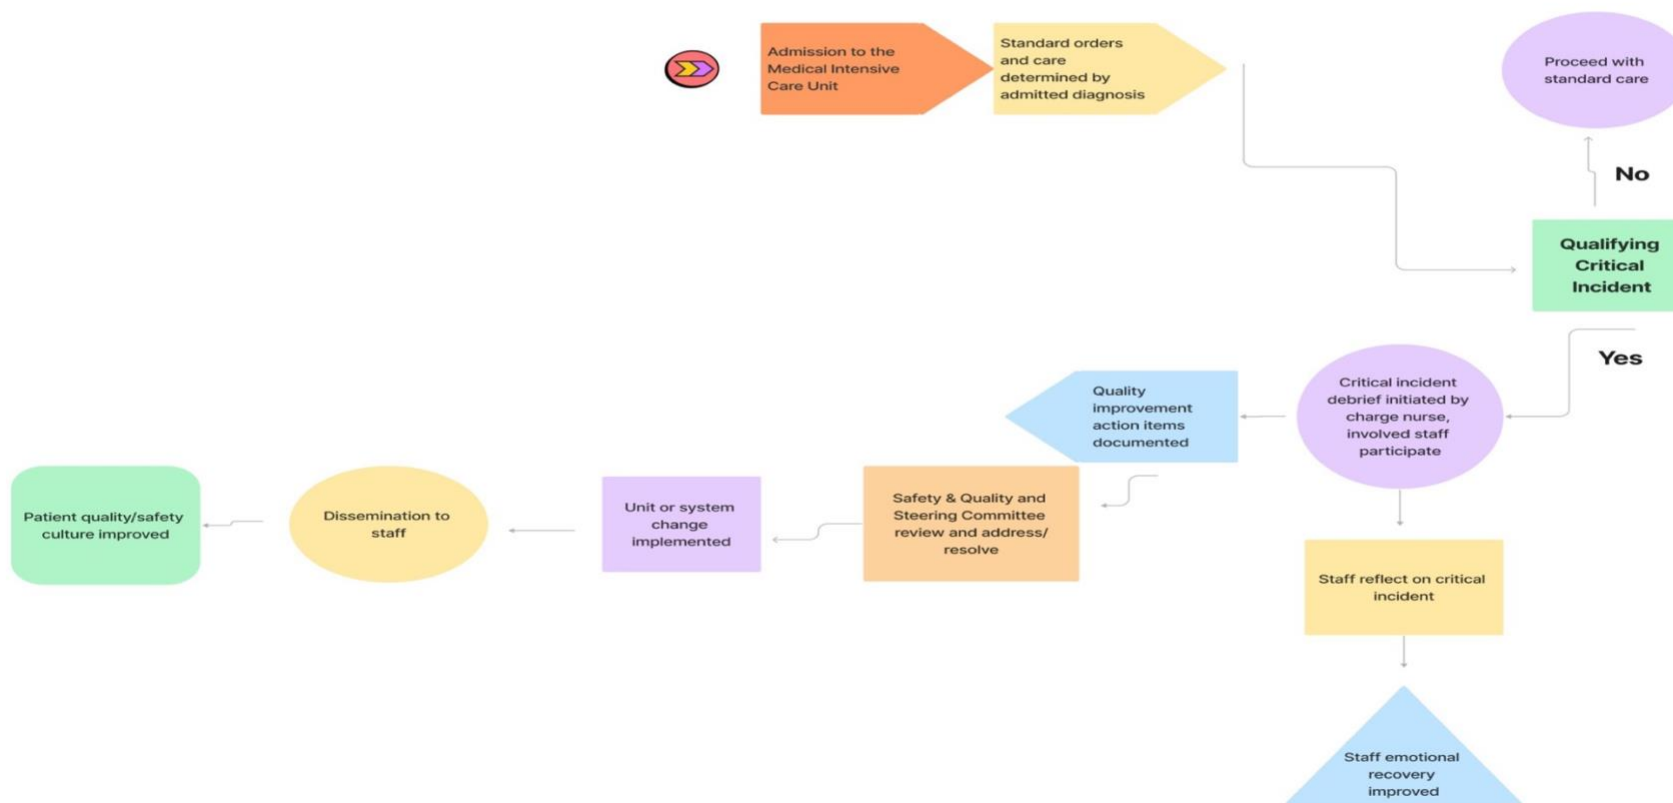 Admission to the
Medical Intensive
Care Unit
Standard orders
and care
determined by
admitted diagnosis
Proceed with
standard care
No
Qualifying
Critical
Incident
Yes
Critical incident
debrief initiated by
charge nurse,
involved staff
participate
Quality
improvement
action items
documented
Safety & Quality and
Steering Committee
review and address/
resolve
Unit or system
change
implemented
Dissemination to
staff
Patient quality/safety
culture improved
Staff reflect on critical
incident
Staff emotional
recovery
improved